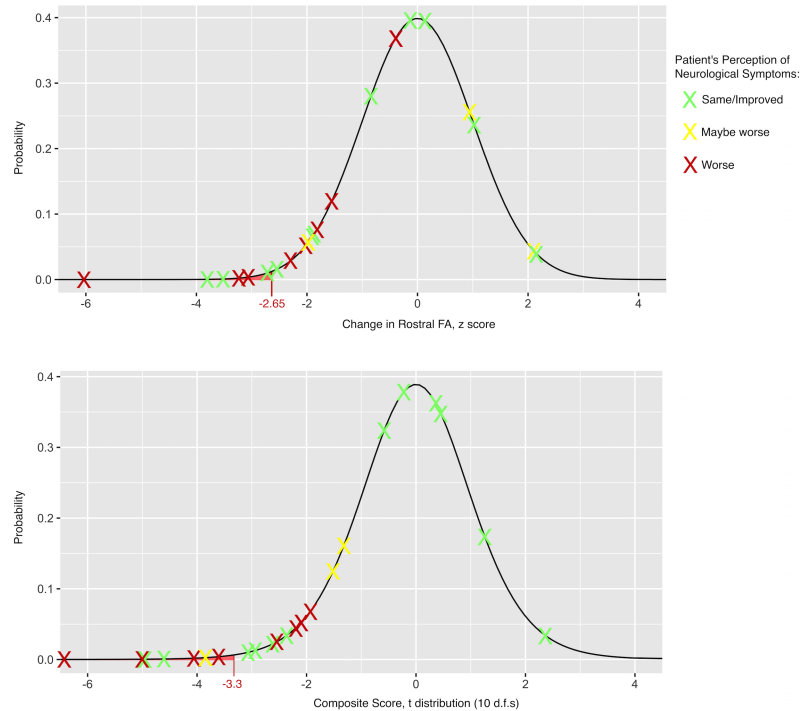 0.4
0.3
0.2
0.1
0.0
Probability
-6
-4
-2.65
-2
0
2
4
Change in Rostral FA, z score
Patient's Perception of
Neurological Symptoms:
Same/Improved
Maybe worse
Worse
0.4
0.3
0.2
0.1
0.0
Probability
-6
-4
-3.3
-2
0
2
4
Composite Score, t distribution (10 d.f.s)